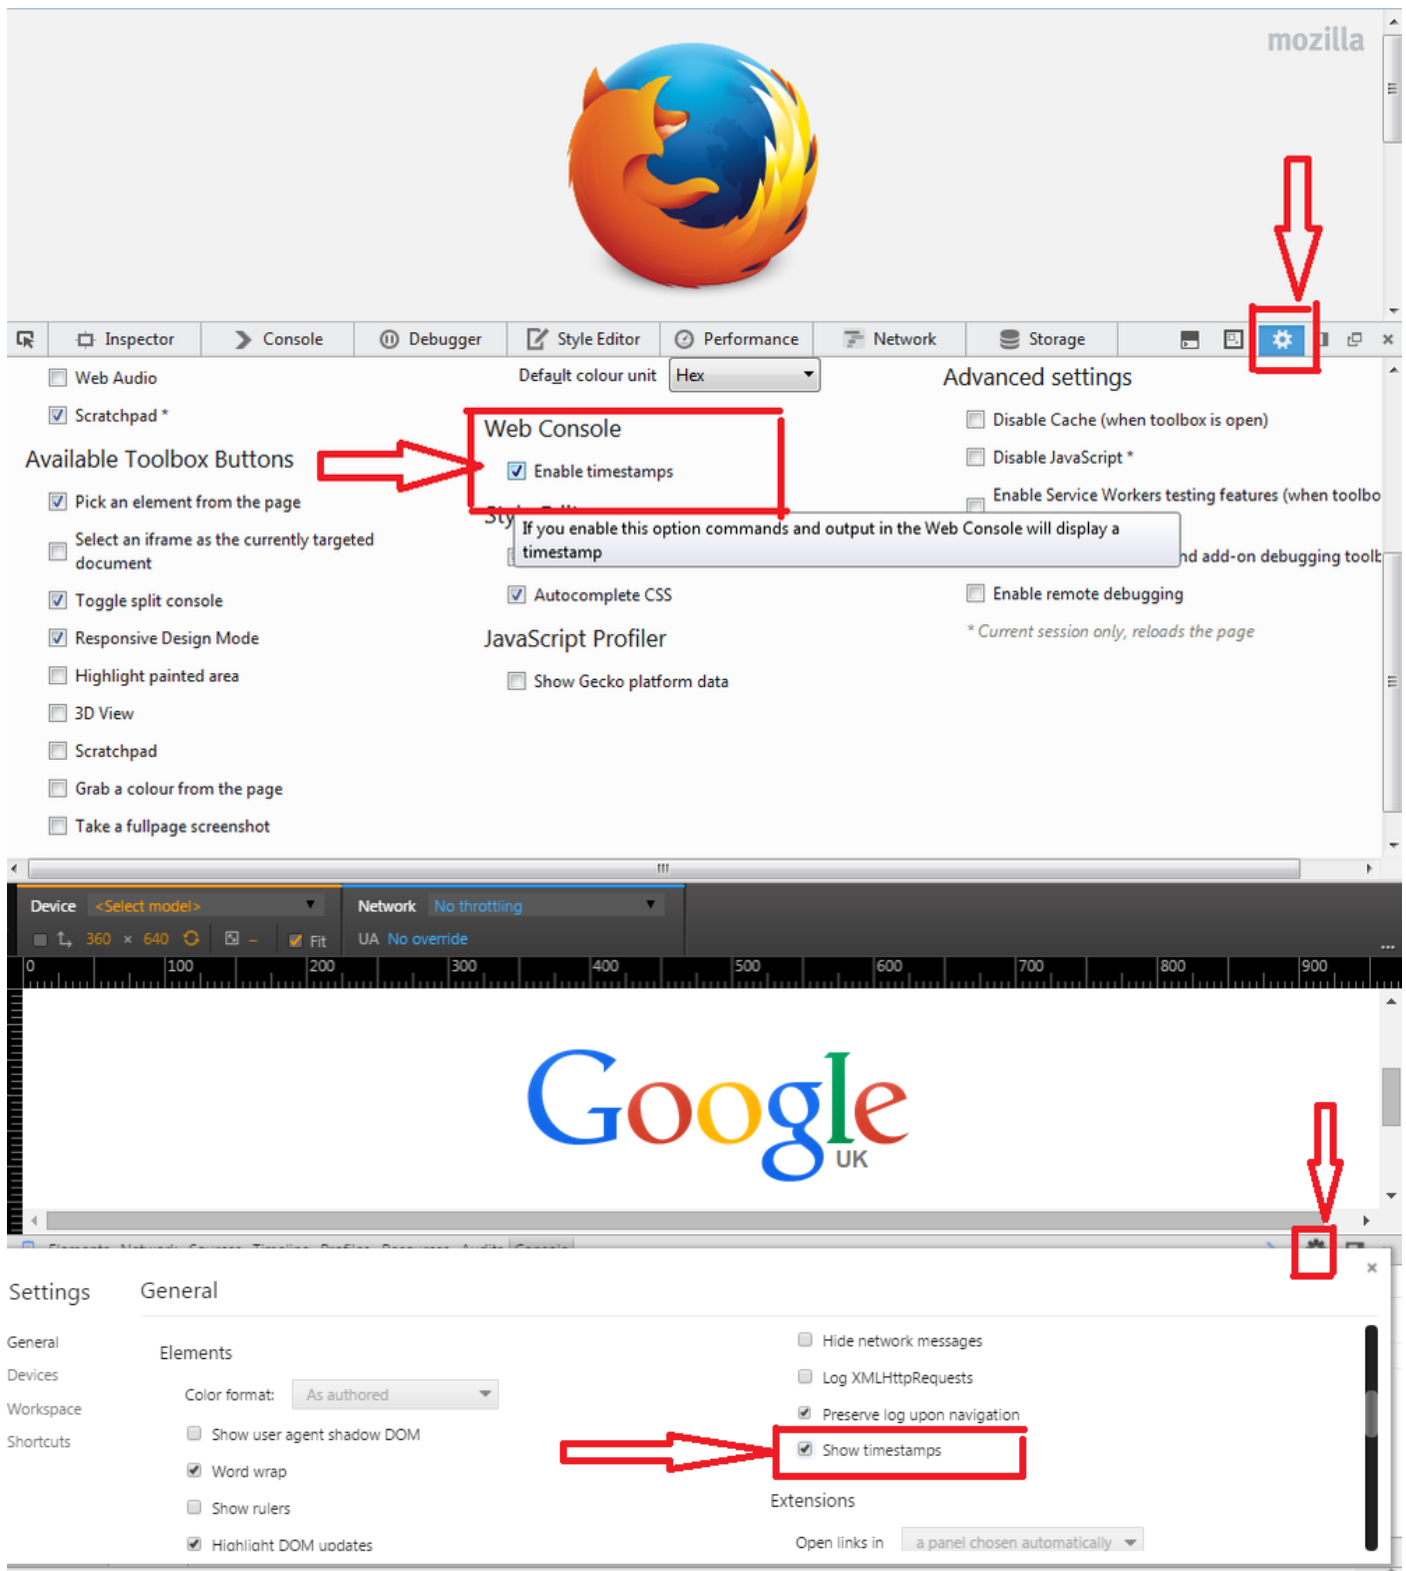 mozilla
Inspector
Console
Debugger
Style Editor
Performance
Network
Storage
Web Audio
Scratchpad *
Available Toolbox Buttons
Pick an element from the page
Select an iframe as the currently targeted
document
Toggle split console
Responsive Design Mode
Highlight painted area
3D View
Scratchpad
Grab a colour from the page
Take a fullpage screenshot
Default colour unit Hex
Web Console
Enable timestamps
If you enable this option commands and output in the Web Console will display a
timestamp
Autocomplete CSS
JavaScript Profiler
Show Gecko platform data
Advanced settings
Disable Cache (when toolbox is open)
Disable JavaScript *
Enable Service Workers testing features (when toolbo
nd add-on debugging toolb
Enable remote debugging
* Current session only, reloads the page
Device <Select model>
360 × 640
Fit
Network No throttling
UA No override
...
0 100 200 300 400 500 600 700 800 900
Google
UK
Elements Network Sources Timeline Profiles Resources Audits Console
Settings
General
Devices
Workspace
Shortcuts
General
Elements
Color format: As authored
Show user agent shadow DOM
Word wrap
Show rulers
Highlight DOM updates
Hide network messages
Log XMLHttpRequests
Preserve log upon navigation
Show timestamps
Extensions
Open links in a panel chosen automatically